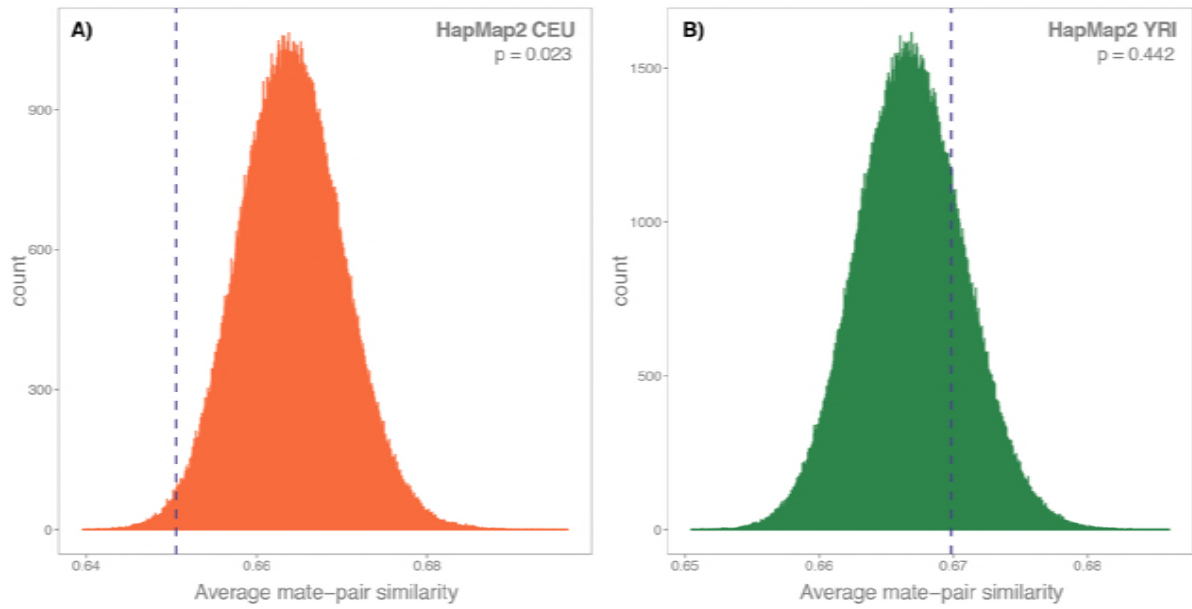 A)
HapMap2 CEU
p = 0.023
900
600
300
0
count
0.64
0.66
0.68
Average mate-pair similarity
B)
HapMap2 YRI
p = 0.442
1500
1000
500
0
count
0.65
0.66
0.67
0.68
Average mate-pair similarity